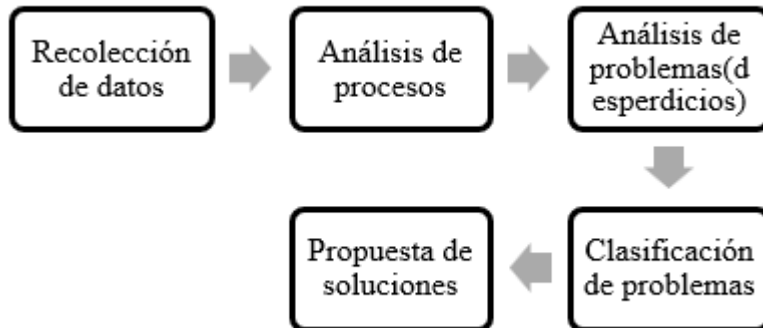 Recolección
de datos
Análisis de
procesos
Análisis de
problemas(d
esperdicios)
Clasificación
de problemas
Propuesta de
soluciones